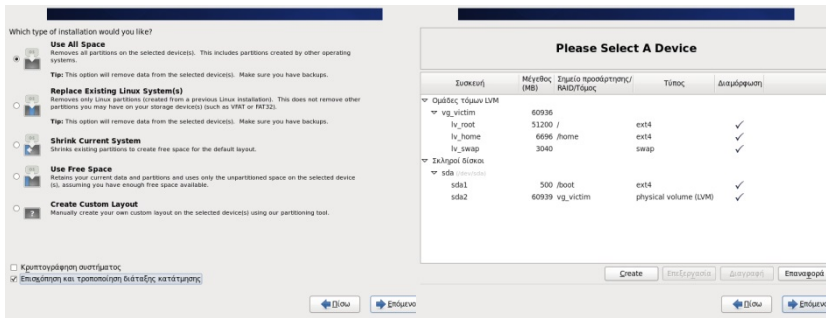 Which type of installation would you like?
Use All Space
Removes all partitions on the selected device(s). This includes partitions created by other operating
systems.
Tip: This option will remove data from the selected device(s). Make sure you have backups.
Replace Existing Linux System(s)
Removes only Linux partitions (created from a previous Linux installation). This does not remove other
partitions you may have on your storage device(s) (such as VFAT or FAT32).
Tip: This option will remove data from the selected device(s). Make sure you have backups.
Shrink Current System
Shrinks existing partitions to create free space for the default layout.
Use Free Space
Retains your current data and partitions and uses only the unpartitioned space on the selected device
(s), assuming you have enough free space available.
Create Custom Layout
Manually create your own custom layout on the selected device(s) using our partitioning tool.
Κρυπτογράφηση συστήματος
Επισκόπηση και τροποποίηση διάταξης κατάτμησης
Πίσω Επόμενο
Please Select A Device
Συσκευή Μέγεθος (MB) Σημείο προσάρτησης/ RAID/Τόμος Τύπος Διαμόρφωση
Ομάδες τόμων LVM
vg_victim 60936
lv_root 51200 / ext4
lv_home 6696 /home ext4
lv_swap 3040 swap
Σκληροί δίσκοι
sda (/dev/sda)
sda1 500 /boot ext4
sda2 60939 vg_victim physical volume (LVM)
Create Επεξεργασία Διαγραφή Επαναφορά
Πίσω Επόμενο